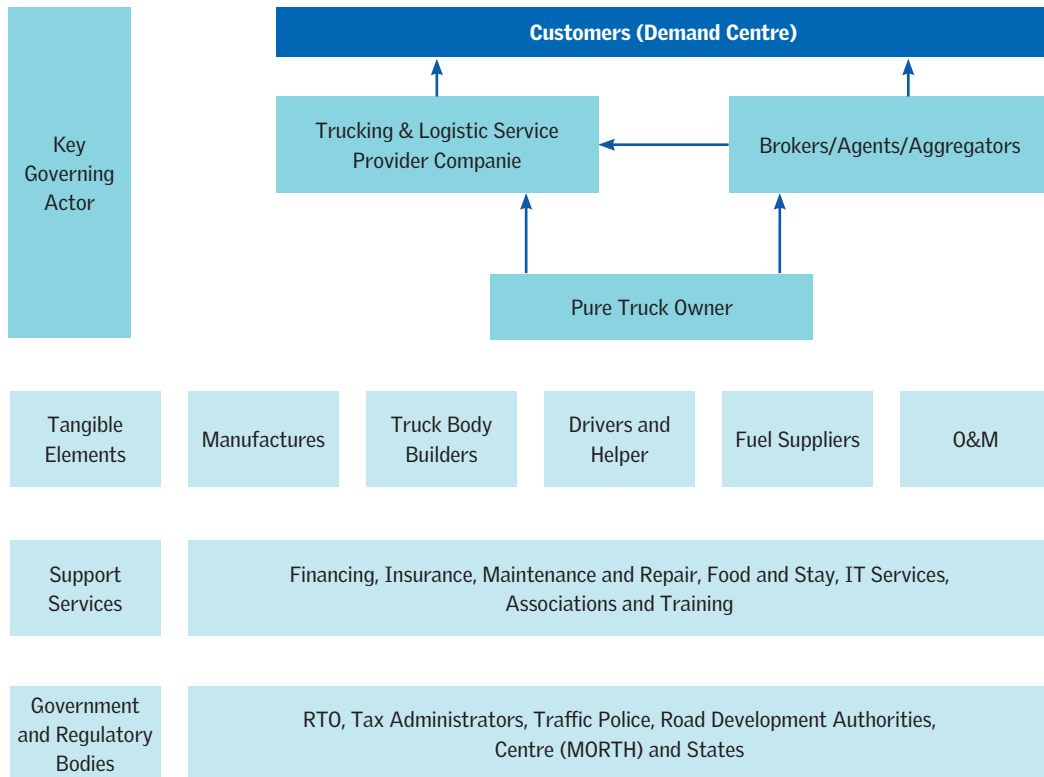 Customers (Demand Centre)
Key
Governing
Actor
Trucking & Logistic Service
Provider Companie
Brokers/Agents/Aggregators
Pure Truck Owner
Tangible
Elements
Manufactures
Truck Body
Builders
Drivers and
Helper
Fuel Suppliers
O&M
Support
Services
Financing, Insurance, Maintenance and Repair, Food and Stay, IT Services,
Associations and Training
Government
and Regulatory
Bodies
RTO, Tax Administrators, Traffic Police, Road Development Authorities,
Centre (MORTH) and States